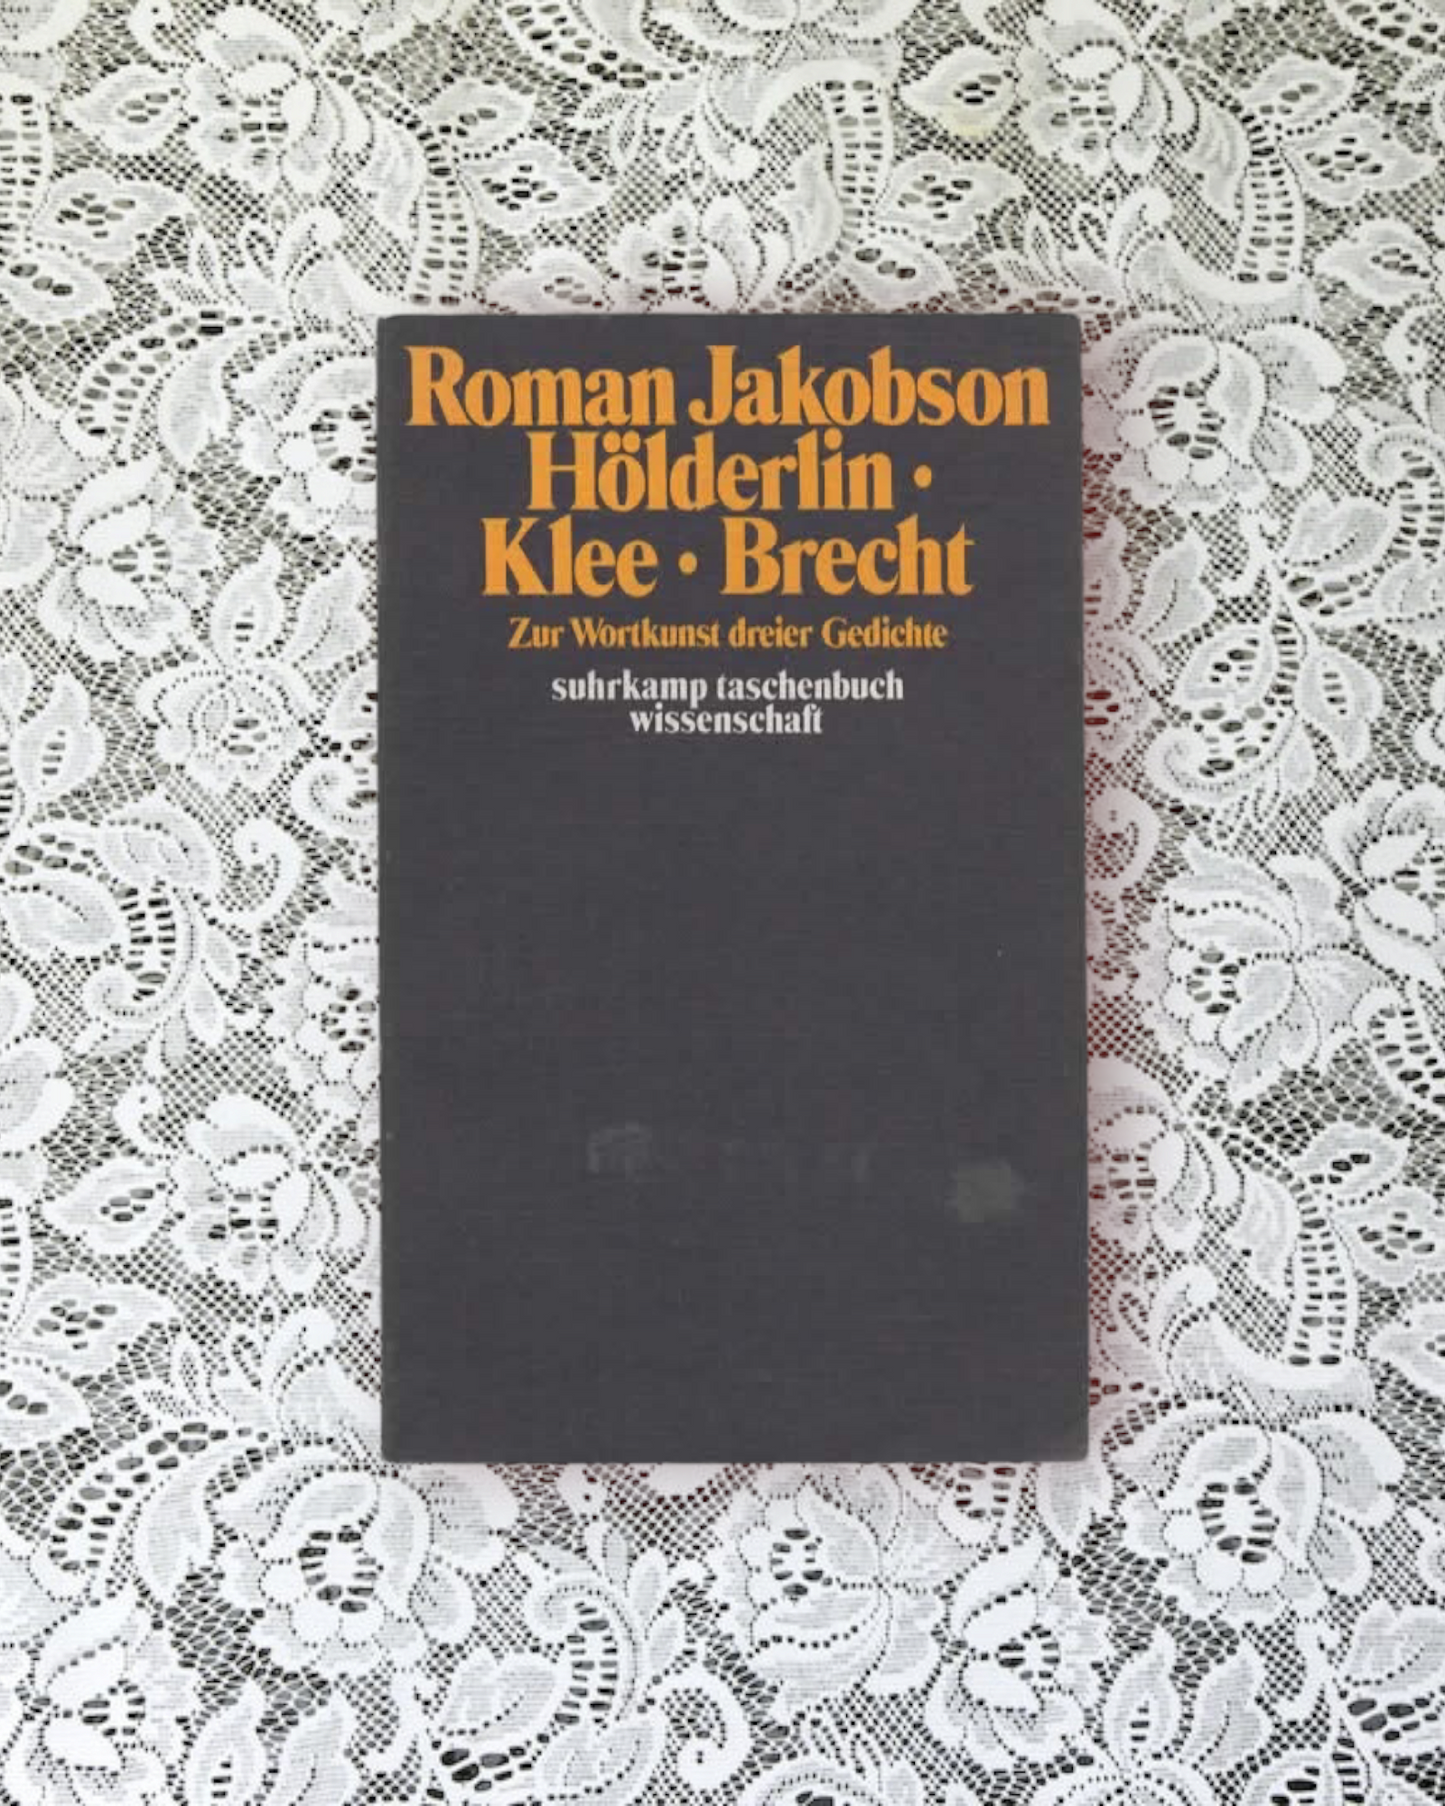 Roman Jakobson
Hölderlin ·
Klee · Brecht
Zur Wortkunst dreier Gedichte
suhrkamp taschenbuch
wissenschaft